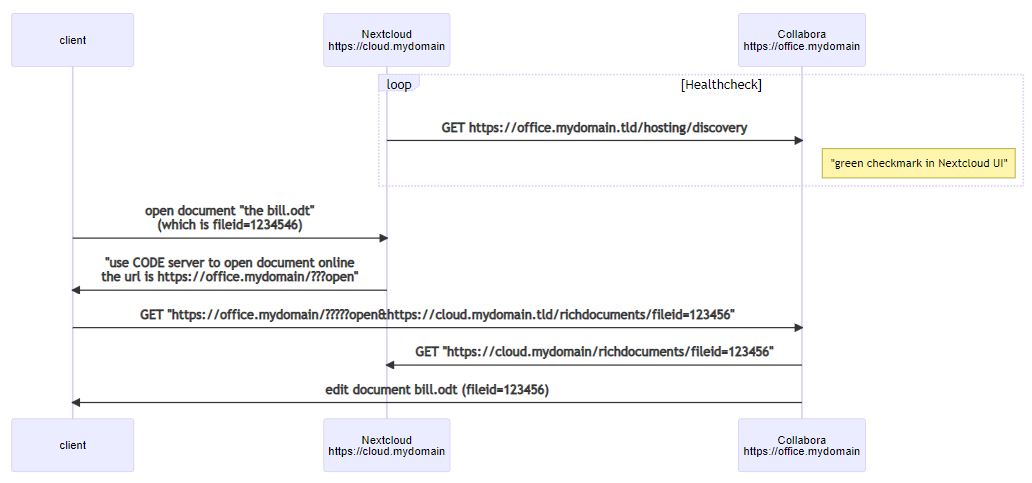 client
Nextcloud
https://cloud.mydomain
Collabora
https://office.mydomain
loop
[Healthcheck]
GET https://office.mydomain.tld/hosting/discovery
"green checkmark in Nextcloud UI"
open document "the bill.odt"
(which is fileid=1234546)
"use CODE server to open document online
the url is https://office.mydomain/???open"
GET "https://office.mydomain/?????open&https://cloud.mydomain.tld/richdocuments/fileid=123456"
GET "https://cloud.mydomain/richdocuments/fileid=123456"
edit document bill.odt (fileid=123456)
client
Nextcloud
https://cloud.mydomain
Collabora
https://office.mydomain